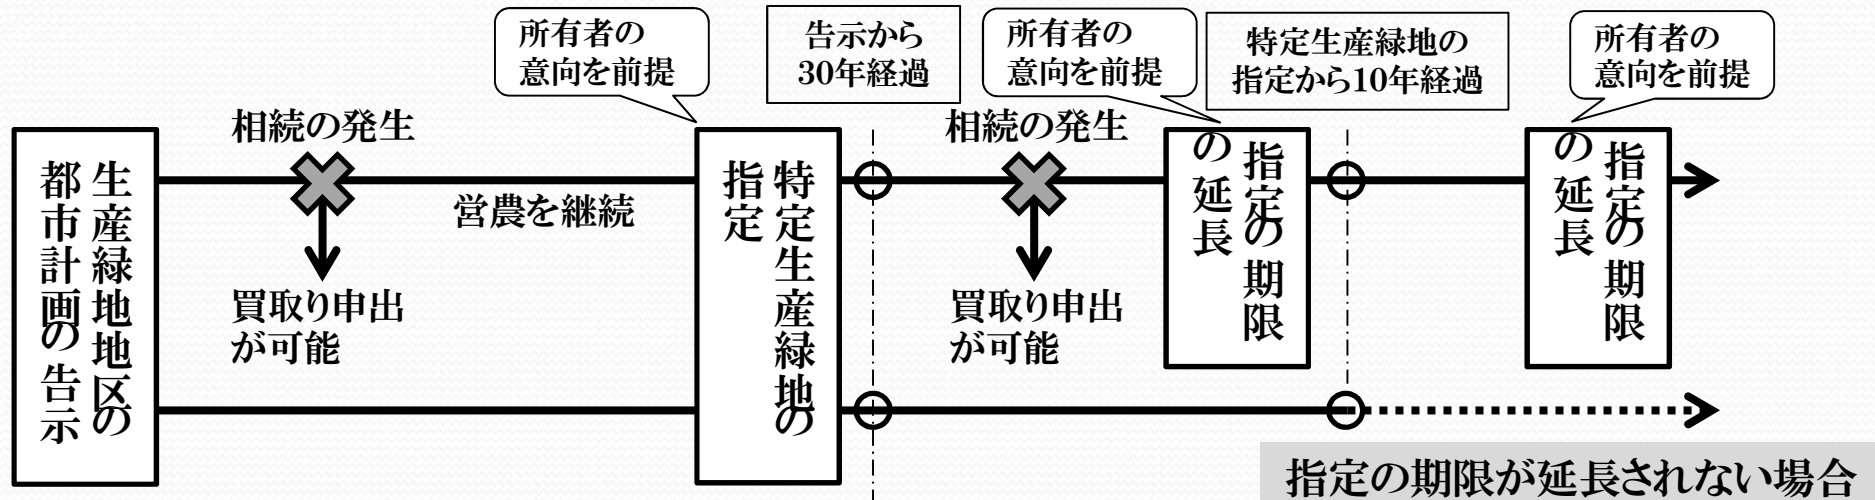 所有者の
意向を前提
告示から
30年経過
所有者の
意向を前提
特定生産緑地の
指定から10年経過
所有者の
意向を前提
生産緑地地区の
都市計画の告示
相続の発生
営農を継続
買取り申出
が可能
特定生産緑地の
指定
相続の発生
買取り申出
が可能
指定の期限
の延長
指定の期限
の延長
指定の期限が延長されない場合